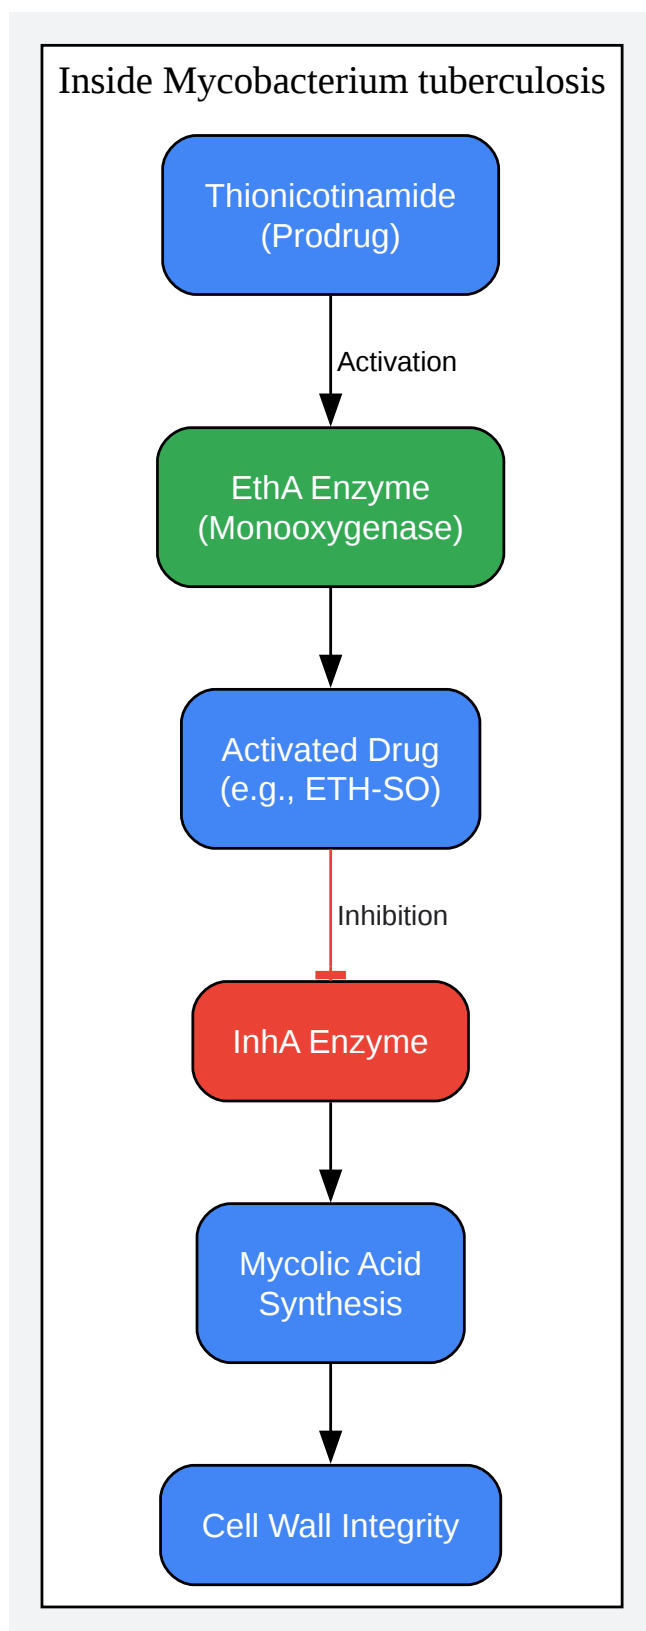 Inside Mycobacterium tuberculosis
Thionicotinamide
(Prodrug)
Activation
EthA Enzyme
(Monooxygenase)
Activated Drug
(e.g., ETH-SO)
Inhibition
InhA Enzyme
Mycolic Acid
Synthesis
Cell Wall Integrity